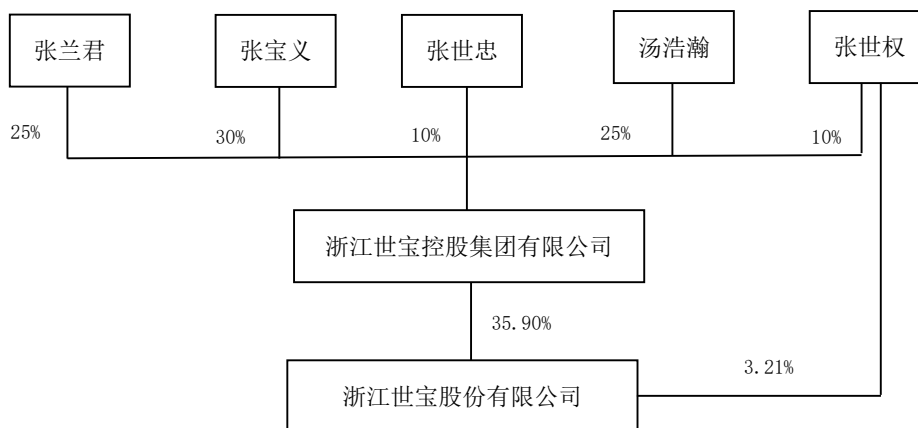 张兰君
张宝义
张世忠
汤浩瀚
张世权
25%
30%
10%
25%
10%
浙江世宝控股集团有限公司
35.90%
3.21%
浙江世宝股份有限公司